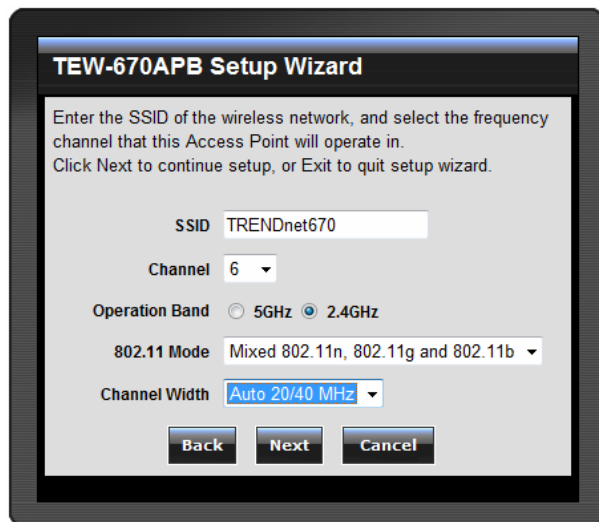 TEW-670APB Setup Wizard
Enter the SSID of the wireless network, and select the frequency
channel that this Access Point will operate in.
Click Next to continue setup, or Exit to quit setup wizard.
SSID TRENDnet670
Channel 6
Operation Band 5GHz 2.4GHz
802.11 Mode Mixed 802.11n, 802.11g and 802.11b
Channel Width Auto 20/40 MHz
Back Next Cancel